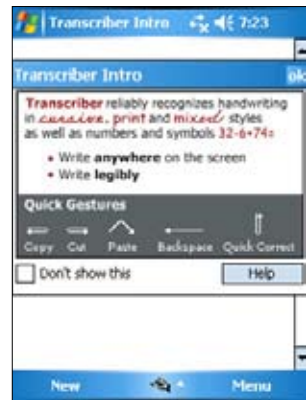 Transcriber Intro 7:23
Transcriber Intro ok
Transcriber reliably recognizes handwriting
in cursive, print and mixed styles
as well as numbers and symbols 32-6+74=
• Write anywhere on the screen
• Write legibly
Quick Gestures
Copy Cut Paste Backspace Quick Correct
Don't show this Help
New Menu